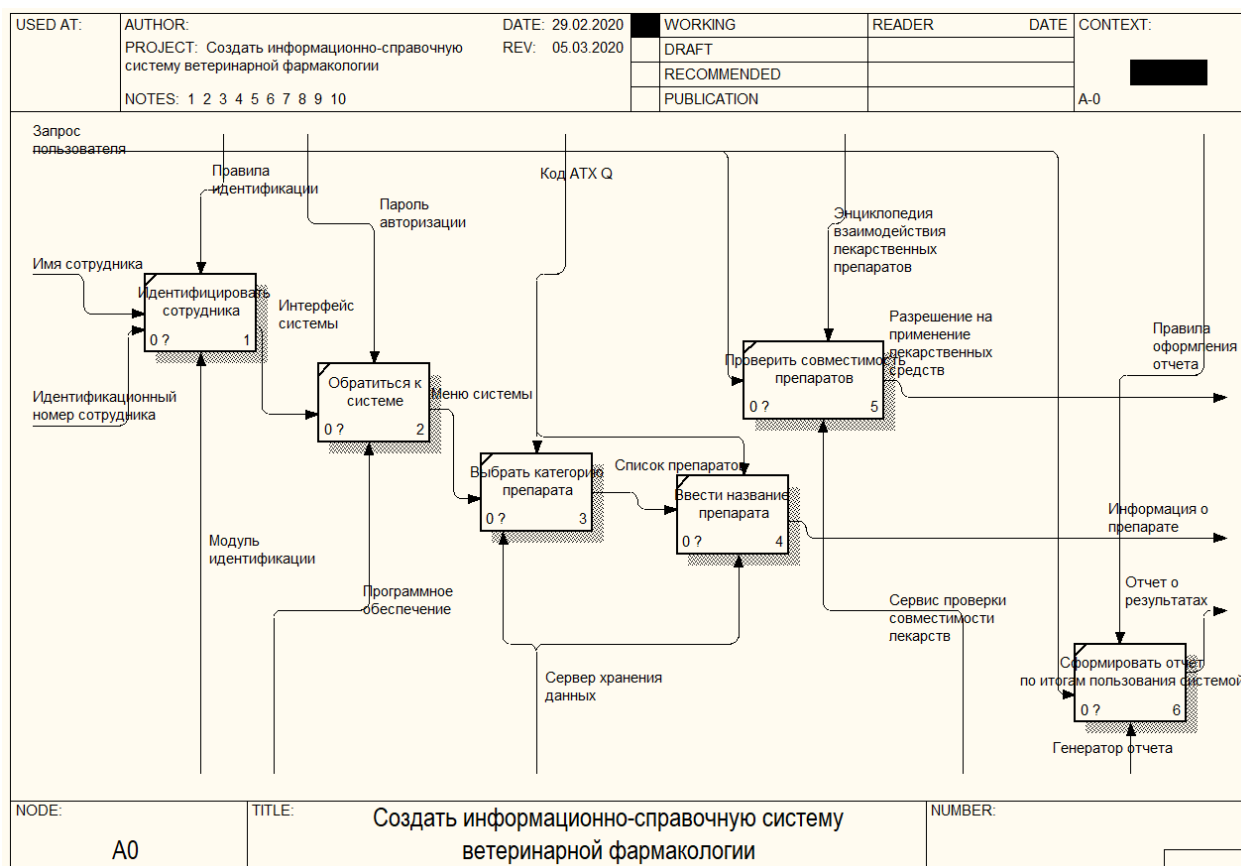 USED AT:
AUTHOR:
DATE: 29.02.2020
PROJECT: Создать информационно-справочную
систему ветеринарной фармакологии
REV: 05.03.2020
NOTES: 1 2 3 4 5 6 7 8 9 10
WORKING
DRAFT
RECOMMENDED
PUBLICATION
READER
DATE
CONTEXT:
A-0
Запрос
пользователя
Правила
идентификации
Пароль
авторизации
Код АТХ Q
Энциклопедия
взаимодействия
лекарственных
препаратов
Имя сотрудника
Идентифицировать
сотрудника
0 ?
1
Интерфейс
системы
Идентификационный
номер сотрудника
Обратиться к
системе
0 ?
2
Меню системы
Выбрать категорию
препарата
0 ?
3
Список препаратов
Ввести название
препарата
0 ?
4
Проверить совместимость
препаратов
0 ?
5
Разрешение на
применение
лекарственных
средств
Правила
оформления
отчета
Информация о
препарате
Отчет о
результатах
Модуль
идентификации
Программное
обеспечение
Сервер хранения
данных
Сервис проверки
совместимости
лекарств
Сформировать отчет
по итогам пользования системой
0 ?
6
Генератор отчета
NODE:
A0
TITLE:
Создать информационно-справочную систему
ветеринарной фармакологии
NUMBER: